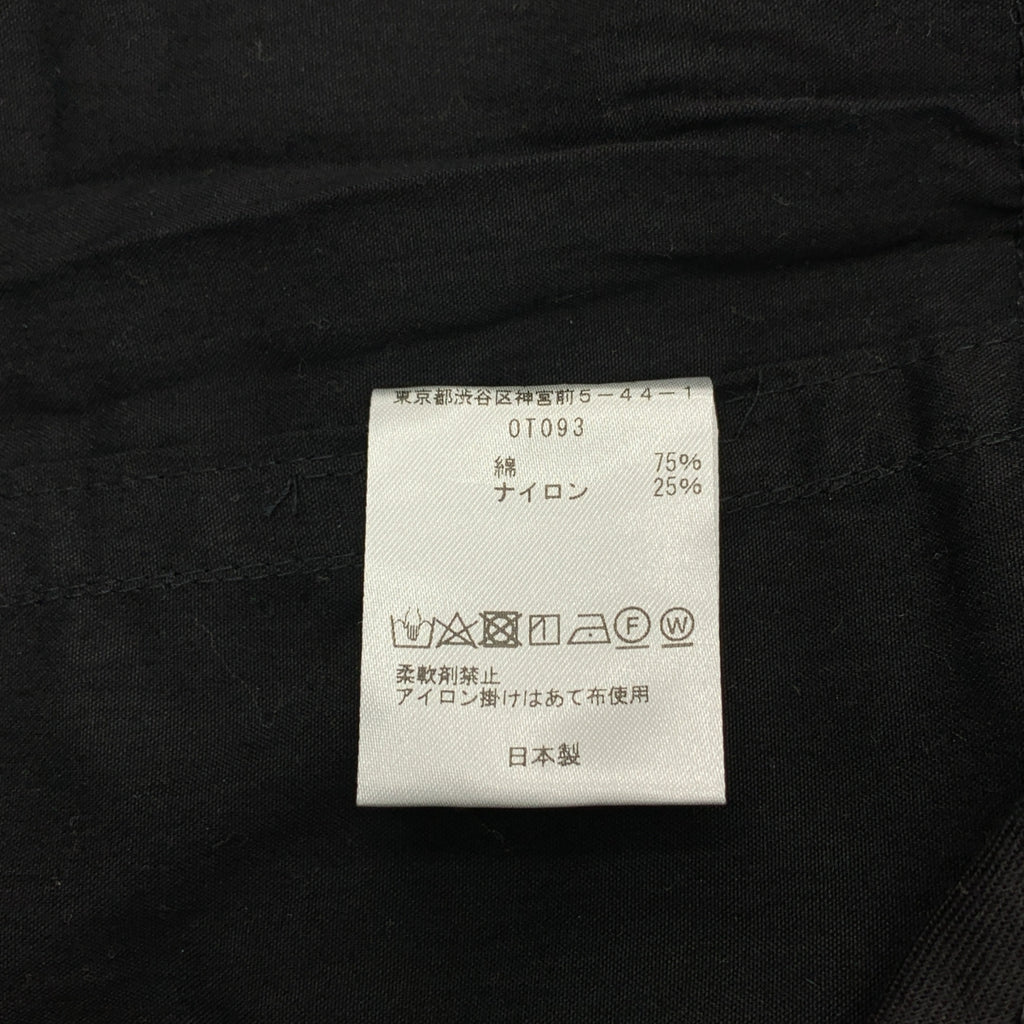 東京都渋谷区神宮前5-44-1
0T093
綿 75%
ナイロン 25%
F W
柔軟剤禁止
アイロン掛けはあて布使用
日本製